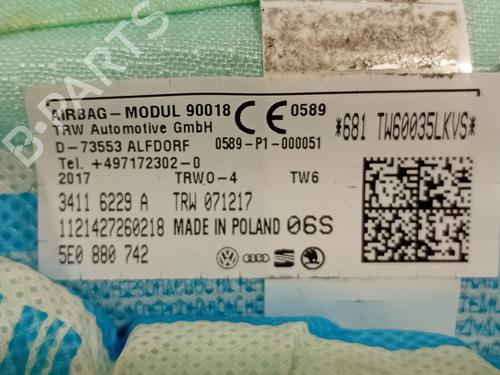 AIRBAG-MODUL 90018 CE 0589
TRW Automotive GmbH
D-73553 ALFDORF 0589-P1-000051
Tel. +497172302-0
2017 TRWO-4 TW6
3411 6229 A TRW 071217
1121427260218 MADE IN POLAND 06S
5E0 880 742
*681 TW60035LKVS*
B-PARTS